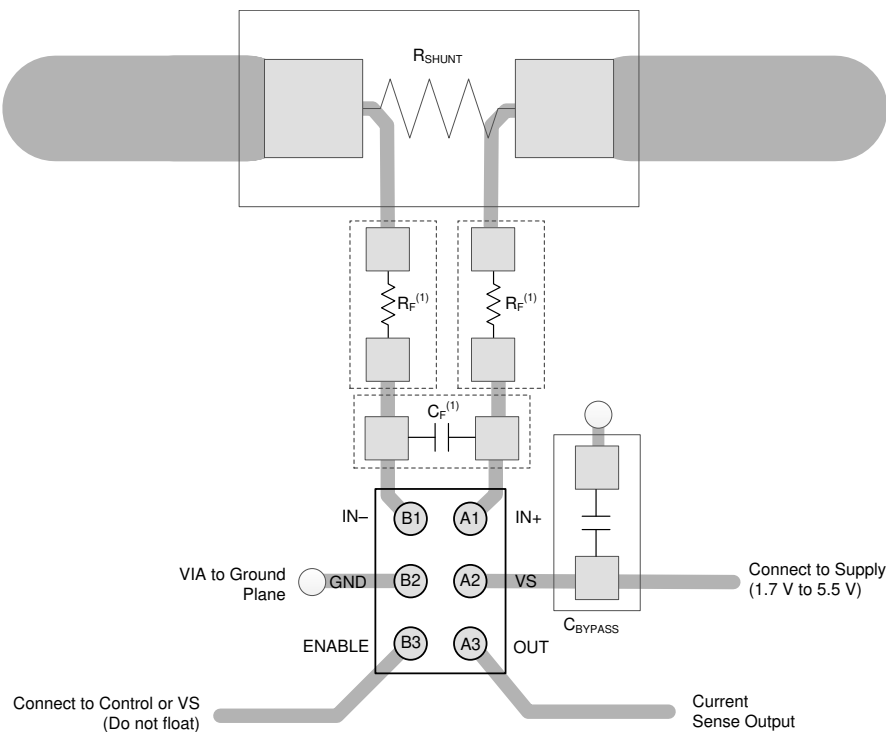 RSHUNT
RF(1)
RF(1)
CF(1)
IN–
B1
A1
IN+
VIA to Ground
Plane
GND
B2
A2
VS
Connect to Supply
(1.7 V to 5.5 V)
CBYPASS
ENABLE
B3
A3
OUT
Connect to Control or VS
(Do not float)
Current
Sense Output